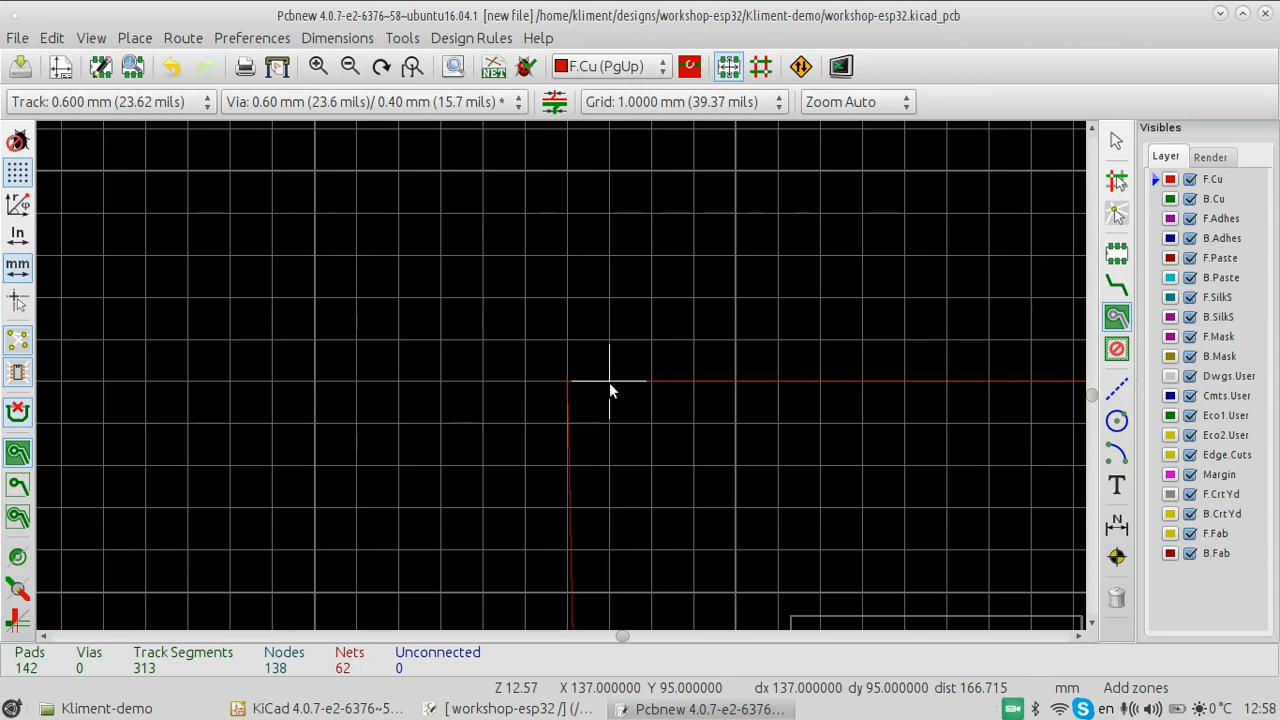 Pcbnew 4.0.7-e2-6376~58~ubuntu16.04.1 [new file] /home/kliment/designs/workshop-esp32/Kliment-demo/workshop-esp32.kicad_pcb
File Edit View Place Route Preferences Dimensions Tools Design Rules Help
NET F.Cu (PgUp)
Track: 0.600 mm (23.62 mils) Via: 0.60 mm (23.6 mils)/ 0.40 mm (15.7 mils) * Grid: 1.0000 mm (39.37 mils) Zoom Auto
Visibles
Layer Render
F.Cu
B.Cu
F.Adhes
B.Adhes
F.Paste
B.Paste
F.SilkS
B.SilkS
F.Mask
B.Mask
Dwgs.User
Cmts.User
Eco1.User
Eco2.User
Edge.Cuts
Margin
F.CrtYd
B.CrtYd
F.Fab
B.Fab
In
mm
T
N
Pads Vias Track Segments Nodes Nets Unconnected
142 0 313 138 62 0
Z 12.57 X 137.000000 Y 95.000000 dx 137.000000 dy 95.000000 dist 166.715 mm Add zones
Kliment-demo KiCad 4.0.7-e2-6376~5... [ workshop-esp32 /] (/... Pcbnew 4.0.7-e2-6376~... en 0°C 12:58